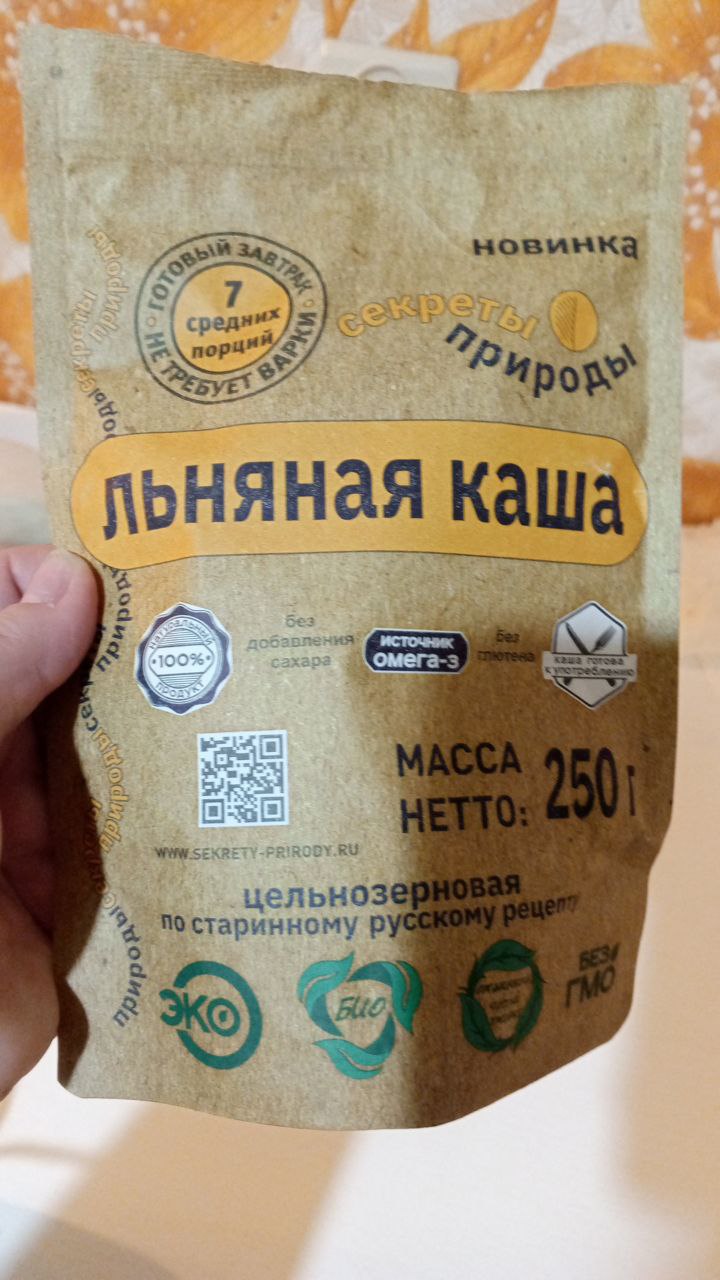 новинка
ГОТОВЫЙ ЗАВТРАК
7
средних
порций
НЕ ТРЕБУЕТ ВАРКИ
секреты
природы
льняная каша
натуральный
100%
продукт
без
добавления
сахара
источник
омега-3
без
глютена
каша готова
к употреблению
МАССА
НЕТТО: 250 г
WWW.SEKRETY-PRIRODY.RU
цельнозерновая
по старинному русскому рецепту
эко
био
БЕЗ
ГМО